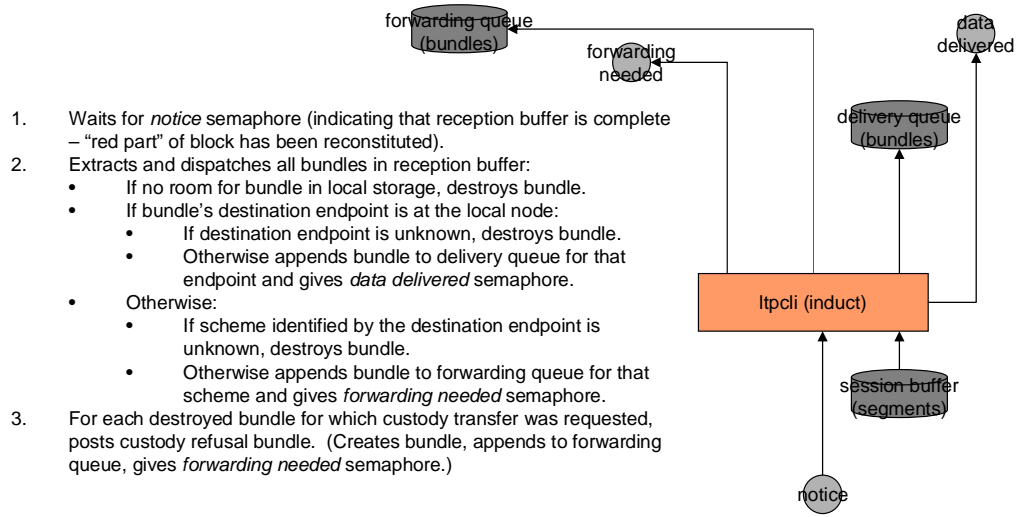 forwarding queue
(bundles)
data
delivered
forwarding
needed
delivery queue
(bundles)
1. Waits for notice semaphore (indicating that reception buffer is complete
– “red part” of block has been reconstituted).
2. Extracts and dispatches all bundles in reception buffer:
• If no room for bundle in local storage, destroys bundle.
• If bundle’s destination endpoint is at the local node:
• If destination endpoint is unknown, destroys bundle.
• Otherwise appends bundle to delivery queue for that
endpoint and gives data delivered semaphore.
• Otherwise:
• If scheme identified by the destination endpoint is
unknown, destroys bundle.
• Otherwise appends bundle to forwarding queue for that
scheme and gives forwarding needed semaphore.
3. For each destroyed bundle for which custody transfer was requested,
posts custody refusal bundle. (Creates bundle, appends to forwarding
queue, gives forwarding needed semaphore.)
ltpcli (induct)
session buffer
(segments)
notice